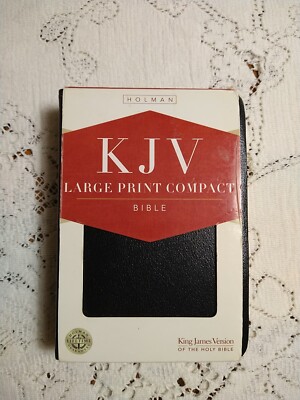 HOLMAN
KJV
LARGE PRINT COMPACT
BIBLE
King James Version
OF THE HOLY BIBLE